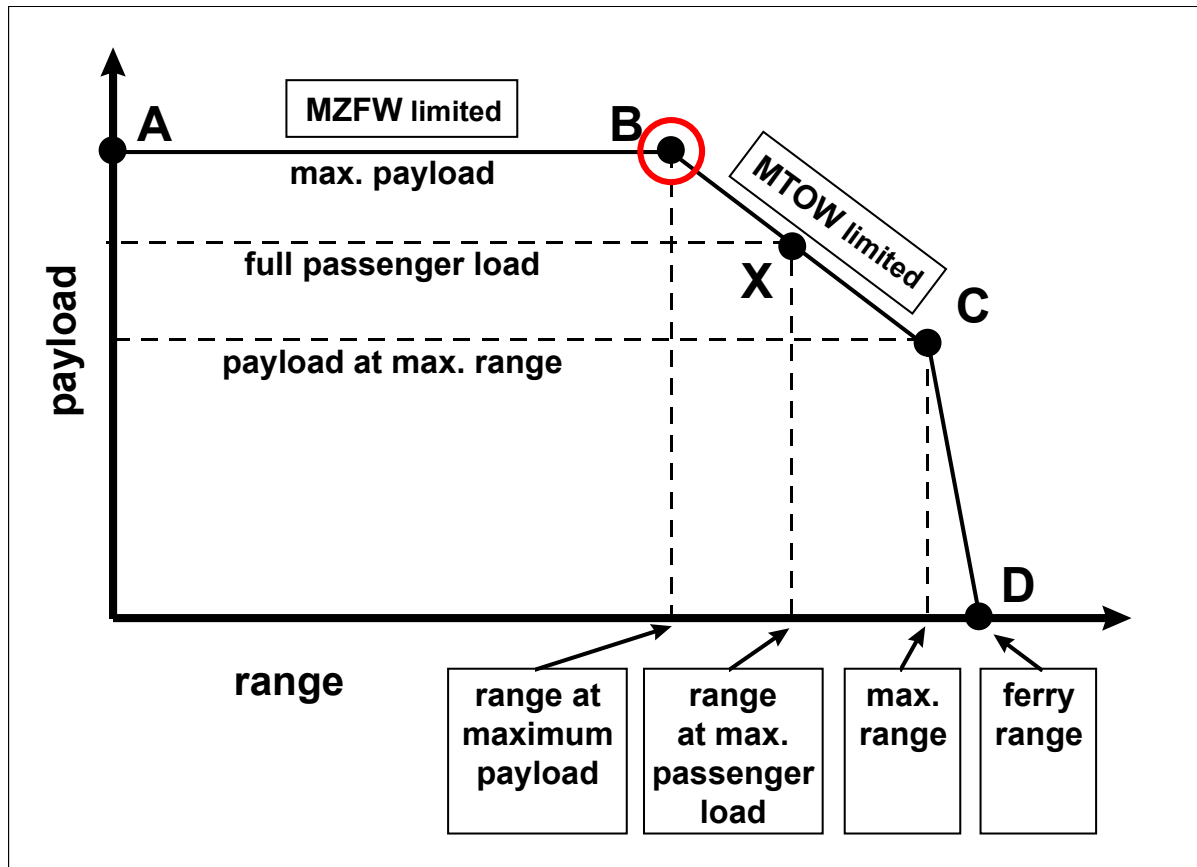 A
MZFW limited
B
max. payload
MTOW limited
full passenger load
X
C
payload at max. range
payload
D
range
range at
maximum
payload
range
at max.
passenger
load
max.
range
ferry
range